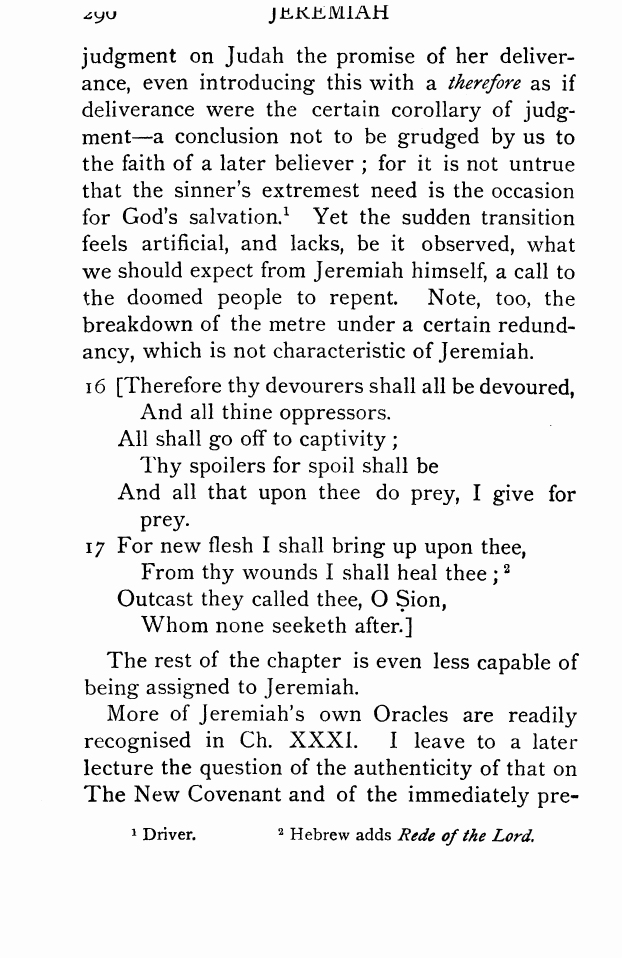 290 JEREMIAH
judgment on Judah the promise of her deliver-
ance, even introducing this with a therefore as if
deliverance were the certain corollary of judg-
ment—a conclusion not to be grudged by us to
the faith of a later believer ; for it is not untrue
that the sinner's extremest need is the occasion
for God's salvation.¹ Yet the sudden transition
feels artificial, and lacks, be it observed, what
we should expect from Jeremiah himself, a call to
the doomed people to repent. Note, too, the
breakdown of the metre under a certain redund-
ancy, which is not characteristic of Jeremiah.
16 [Therefore thy devourers shall all be devoured,
And all thine oppressors.
All shall go off to captivity ;
Thy spoilers for spoil shall be
And all that upon thee do prey, I give for
prey.
17 For new flesh I shall bring up upon thee,
From thy wounds I shall heal thee ; ²
Outcast they called thee, O Ṣion,
Whom none seeketh after.]
The rest of the chapter is even less capable of
being assigned to Jeremiah.
More of Jeremiah's own Oracles are readily
recognised in Ch. XXXI. I leave to a later
lecture the question of the authenticity of that on
The New Covenant and of the immediately pre-
¹ Driver. ² Hebrew adds Rede of the Lord.